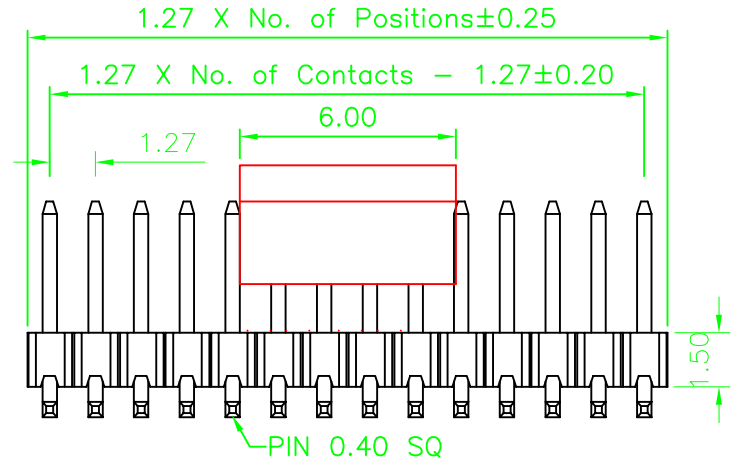 1.27 X No. of Positions±0.25
1.27 X No. of Contacts - 1.27±0.20
6.00
1.27
1.50
PIN 0.40 SQ